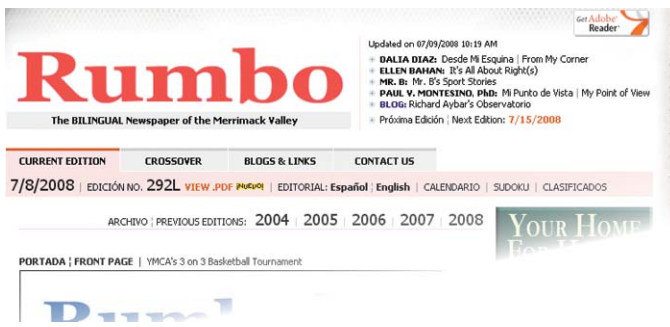 Get Adobe
Reader
Updated on 07/09/2008 10:19 AM
DALIA DIAZ: Desde Mi Esquina | From My Corner
ELLEN BAHAN: It's All About Right(s)
MR. B: Mr. B's Sport Stories
PAUL V. MONTESINO, PhD: Mi Punto de Vista | My Point of View
BLOG: Richard Aybar's Observatorio
Próxima Edición | Next Edition: 7/15/2008
Rumbo
The BILINGUAL Newspaper of the Merrimack Valley
CURRENT EDITION CROSSOVER BLOGS & LINKS CONTACT US
7/8/2008 | EDICIÓN NO. 292L VIEW .PDF ¡NUEVO! | EDITORIAL: Español | English | CALENDARIO | SUDOKU | CLASIFICADOS
ARCHIVO | PREVIOUS EDITIONS: 2004 | 2005 | 2006 | 2007 | 2008
YOUR HOME
PORTADA | FRONT PAGE | YMCA's 3 on 3 Basketball Tournament
Rumbo